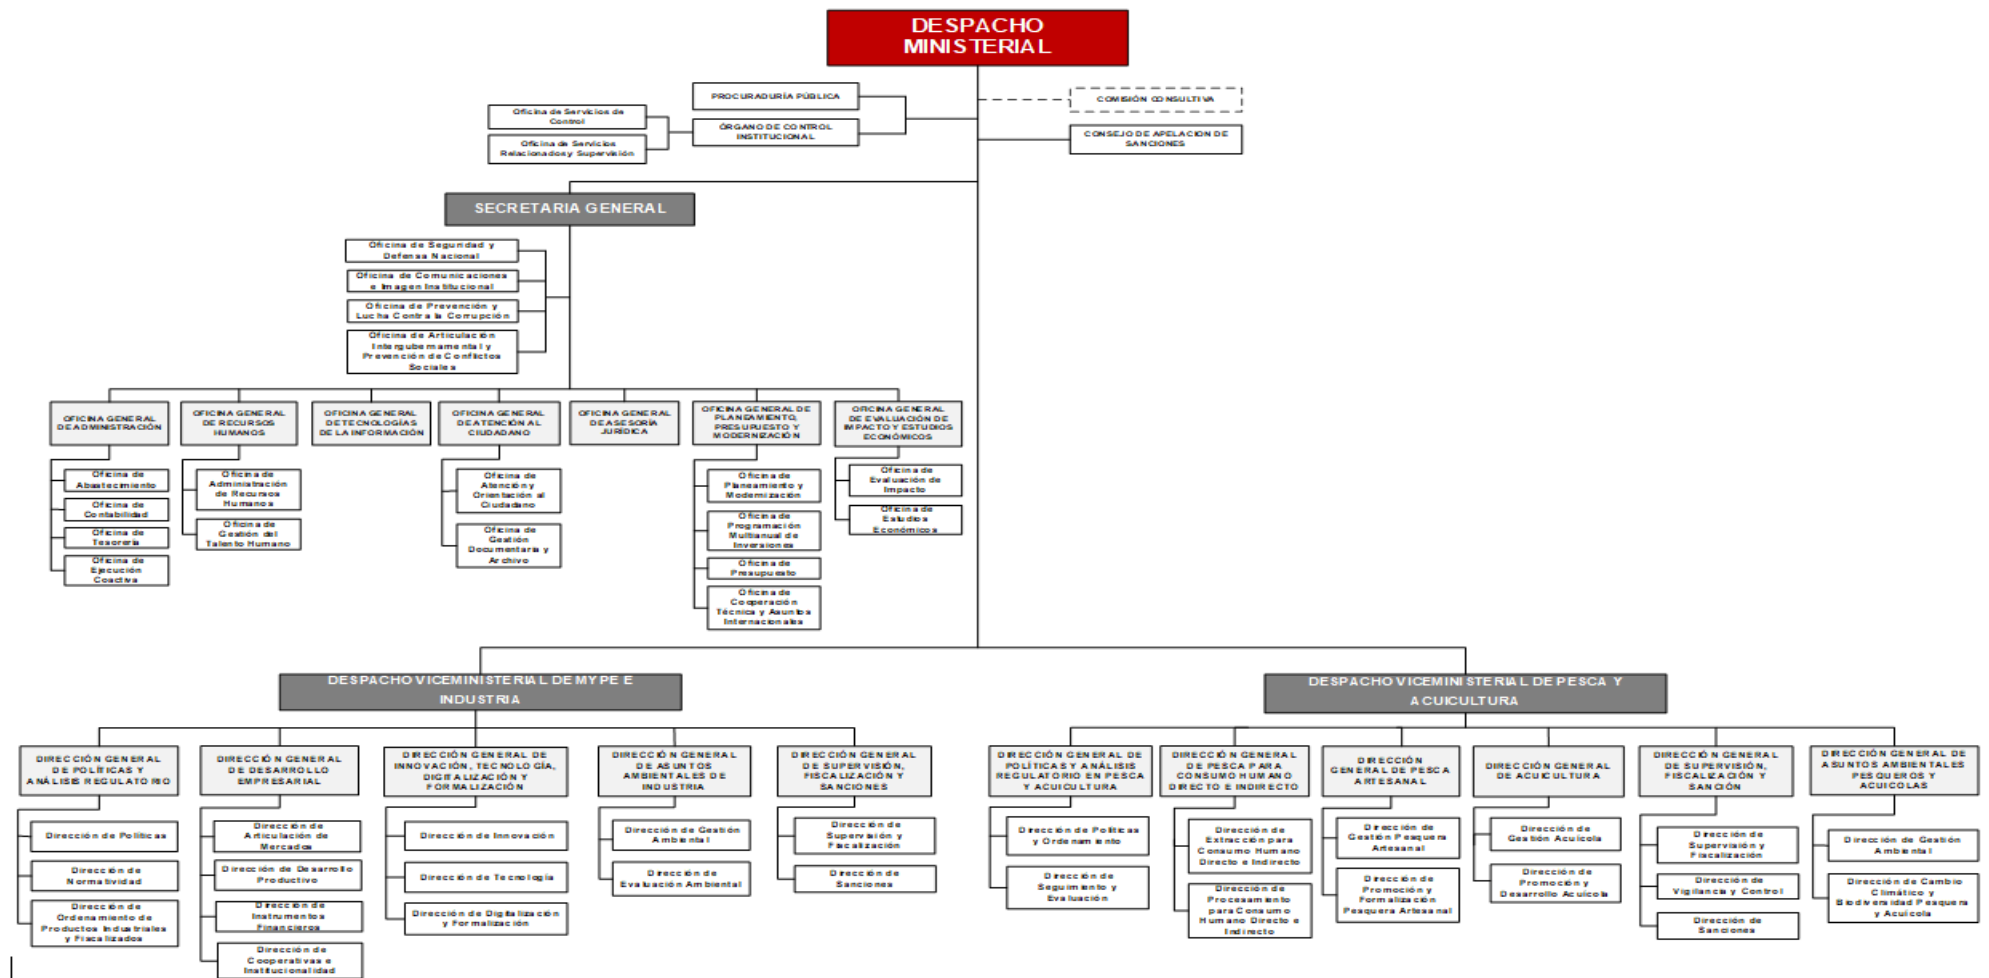 DESPACHO
MINISTERIAL
PROCURADURÍA PÚBLICA
COMISIÓN CONSULTIVA
Oficina de Servicios de
Control
ÓRGANO DE CONTROL
INSTITUCIONAL
CONSEJO DE APELACION DE
SANCIONES
Oficina de Servicios
Relacionados y Supervisión
SECRETARIA GENERAL
Oficina de Seguridad y
Defensa Nacional
Oficina de Comunicaciones
e Imagen Institucional
Oficina de Prevención y
Lucha Contra la Corrupción
Oficina de Articulación
Intergubernamental y
Prevención de Conflictos
Sociales
OFICINA GENERAL
DE ADMINISTRACIÓN
OFICINA GENERAL
DE RECURSOS
HUMANOS
OFICINA GENERAL
DE TECNOLOGÍAS
DE LA INFORMACIÓN
OFICINA GENERAL
DE ATENCIÓN AL
CIUDADANO
OFICINA GENERAL
DE ASESORÍA
JURÍDICA
OFICINA GENERAL DE
PLANEAMIENTO,
PRESUPUESTO Y
MODERNIZACIÓN
OFICINA GENERAL
DE EVALUACIÓN DE
IMPACTO Y ESTUDIOS
ECONÓMICOS
Oficina de
Abastecimiento
Oficina de
Contabilidad
Oficina de
Tesorería
Oficina de
Ejecución
Coactiva
Oficina de
Administración
de Recursos
Humanos
Oficina de
Gestión del
Talento Humano
Oficina de
Atención y
Orientación al
Ciudadano
Oficina de
Gestión
Documentaria y
Archivo
Oficina de
Planeamiento y
Modernización
Oficina de
Programación
Multianual de
Inversiones
Oficina de
Presupuesto
Oficina de
Cooperación
Técnica y Asuntos
Internacionales
Oficina de
Evaluación de
Impacto
Oficina de
Estudios
Económicos
DESPACHO VICEMINISTERIAL DE MYPE E
INDUSTRIA
DESPACHO VICEMINISTERIAL DE PESCA Y
ACUICULTURA
DIRECCIÓN GENERAL
DE POLÍTICAS Y
ANÁLISIS REGULATORIO
DIRECCIÓN GENERAL
DE DESARROLLO
EMPRESARIAL
DIRECCIÓN GENERAL DE
INNOVACIÓN, TECNOLOGÍA,
DIGITALIZACIÓN Y
FORMALIZACIÓN
DIRECCIÓN GENERAL
DE ASUNTOS
AMBIENTALES DE
INDUSTRIA
DIRECCIÓN GENERAL
DE SUPERVISIÓN,
FISCALIZACIÓN Y
SANCIONES
DIRECCIÓN GENERAL DE
POLÍTICAS Y ANÁLISIS
REGULATORIO EN PESCA
Y ACUICULTURA
DIRECCIÓN GENERAL
DE PESCA PARA
CONSUMO HUMANO
DIRECTO E INDIRECTO
DIRECCIÓN
GENERAL DE PESCA
ARTESANAL
DIRECCIÓN GENERAL
DE ACUICULTURA
DIRECCIÓN GENERAL
DE SUPERVISIÓN,
FISCALIZACIÓN Y
SANCIÓN
DIRECCIÓN GENERAL DE
ASUNTOS AMBIENTALES
PESQUEROS Y
ACUICOLAS
Dirección de Políticas
Dirección de
Normatividad
Dirección de
Ordenamiento de
Productos Industriales
y Fiscalizados
Dirección de
Articulación de
Mercados
Dirección de Desarrollo
Productivo
Dirección de
Instrumentos
Financieros
Dirección de
Cooperativas e
Institucionalidad
Dirección de Innovación
Dirección de Tecnología
Dirección de Digitalización
y Formalización
Dirección de Gestión
Ambiental
Dirección de
Evaluación Ambiental
Dirección de
Supervisión y
Fiscalización
Dirección de
Sanciones
Dirección de Políticas
y Ordenamiento
Dirección de
Seguimiento y
Evaluación
Dirección de
Extracción para
Consumo Humano
Directo e Indirecto
Dirección de
Procesamiento
para Consumo
Humano Directo e
Indirecto
Dirección de
Gestión Pesquera
Artesanal
Dirección de
Promoción y
Formalización
Pesquera Artesanal
Dirección de
Gestión Acuícola
Dirección de
Promoción y
Desarrollo Acuícola
Dirección de
Supervisión y
Fiscalización
Dirección de
Vigilancia y Control
Dirección de
Sanciones
Dirección de Gestión
Ambiental
Dirección de Cambio
Climático y
Biodiversidad Pesquera
y Acuícola